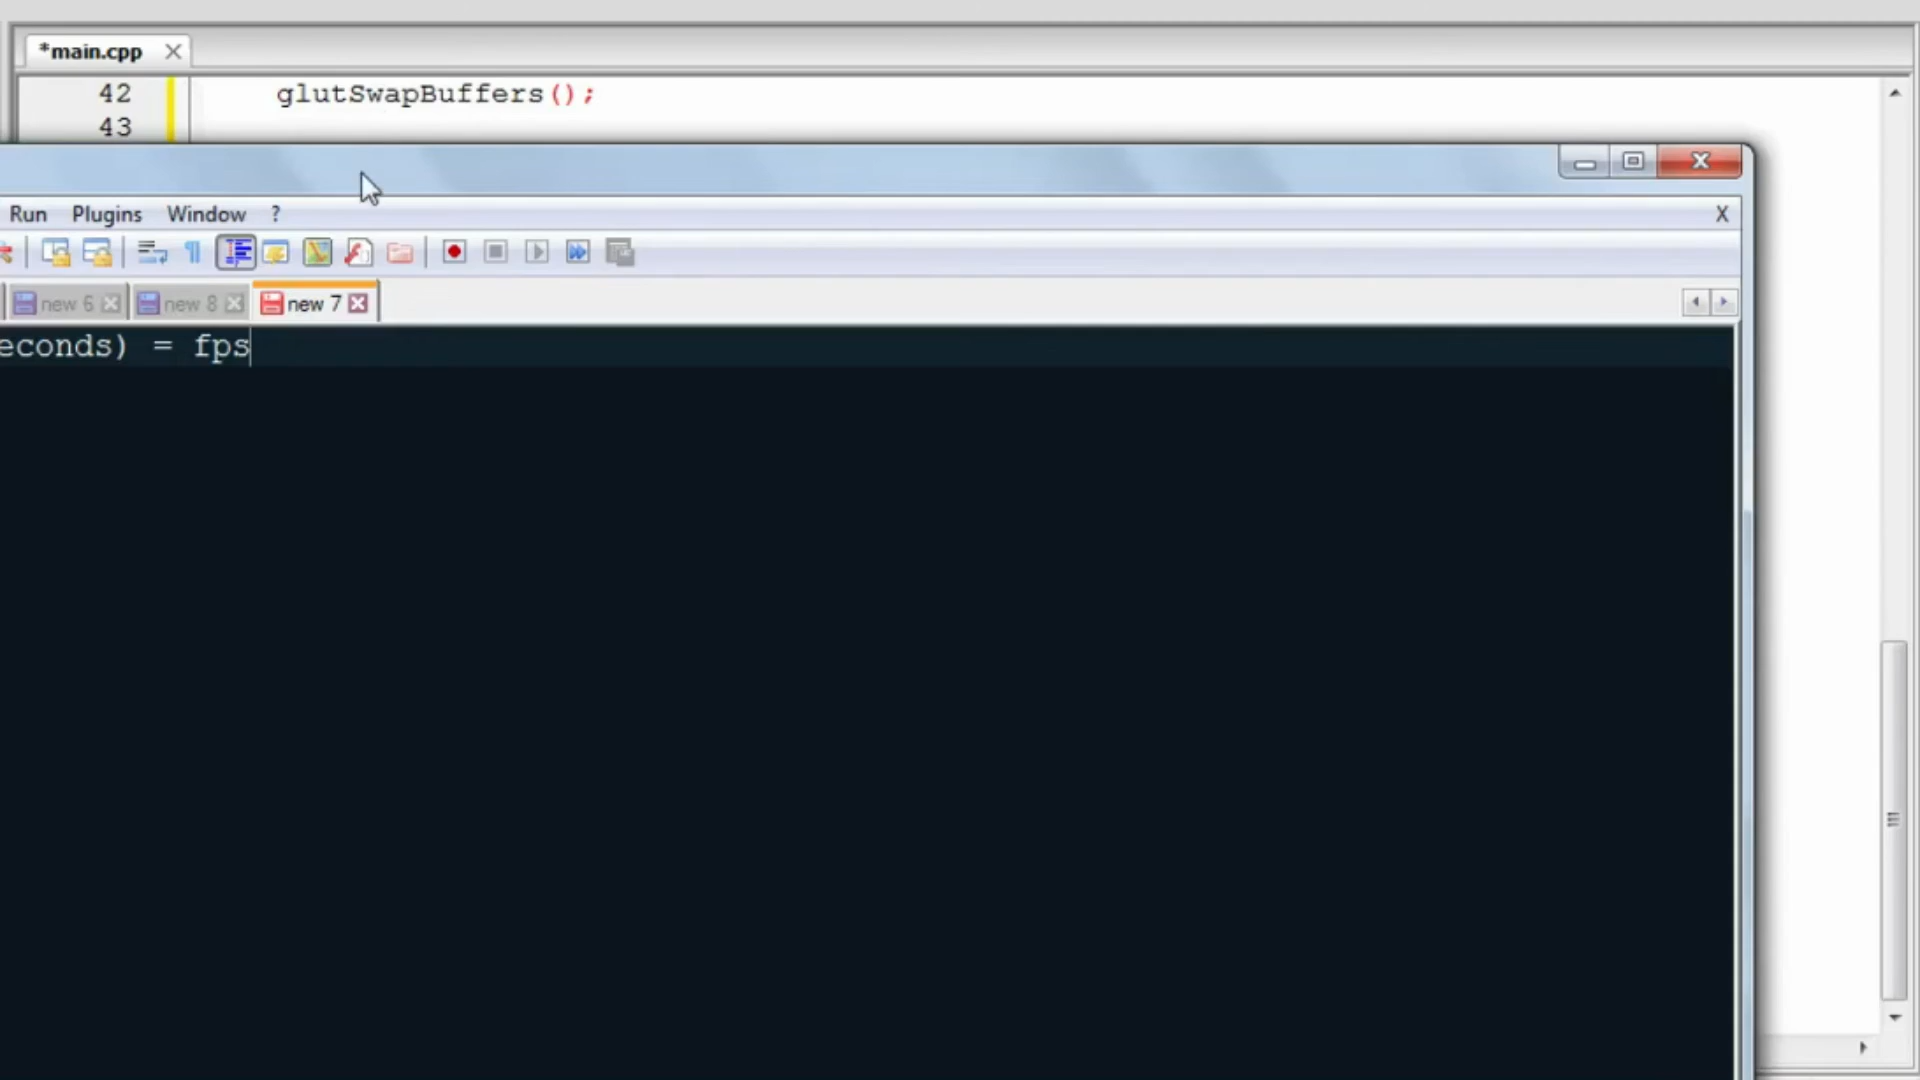 *main.cpp
42 glutSwapBuffers();
43
Run Plugins Window ?
X
new 6 new 8 new 7
econds) = fps